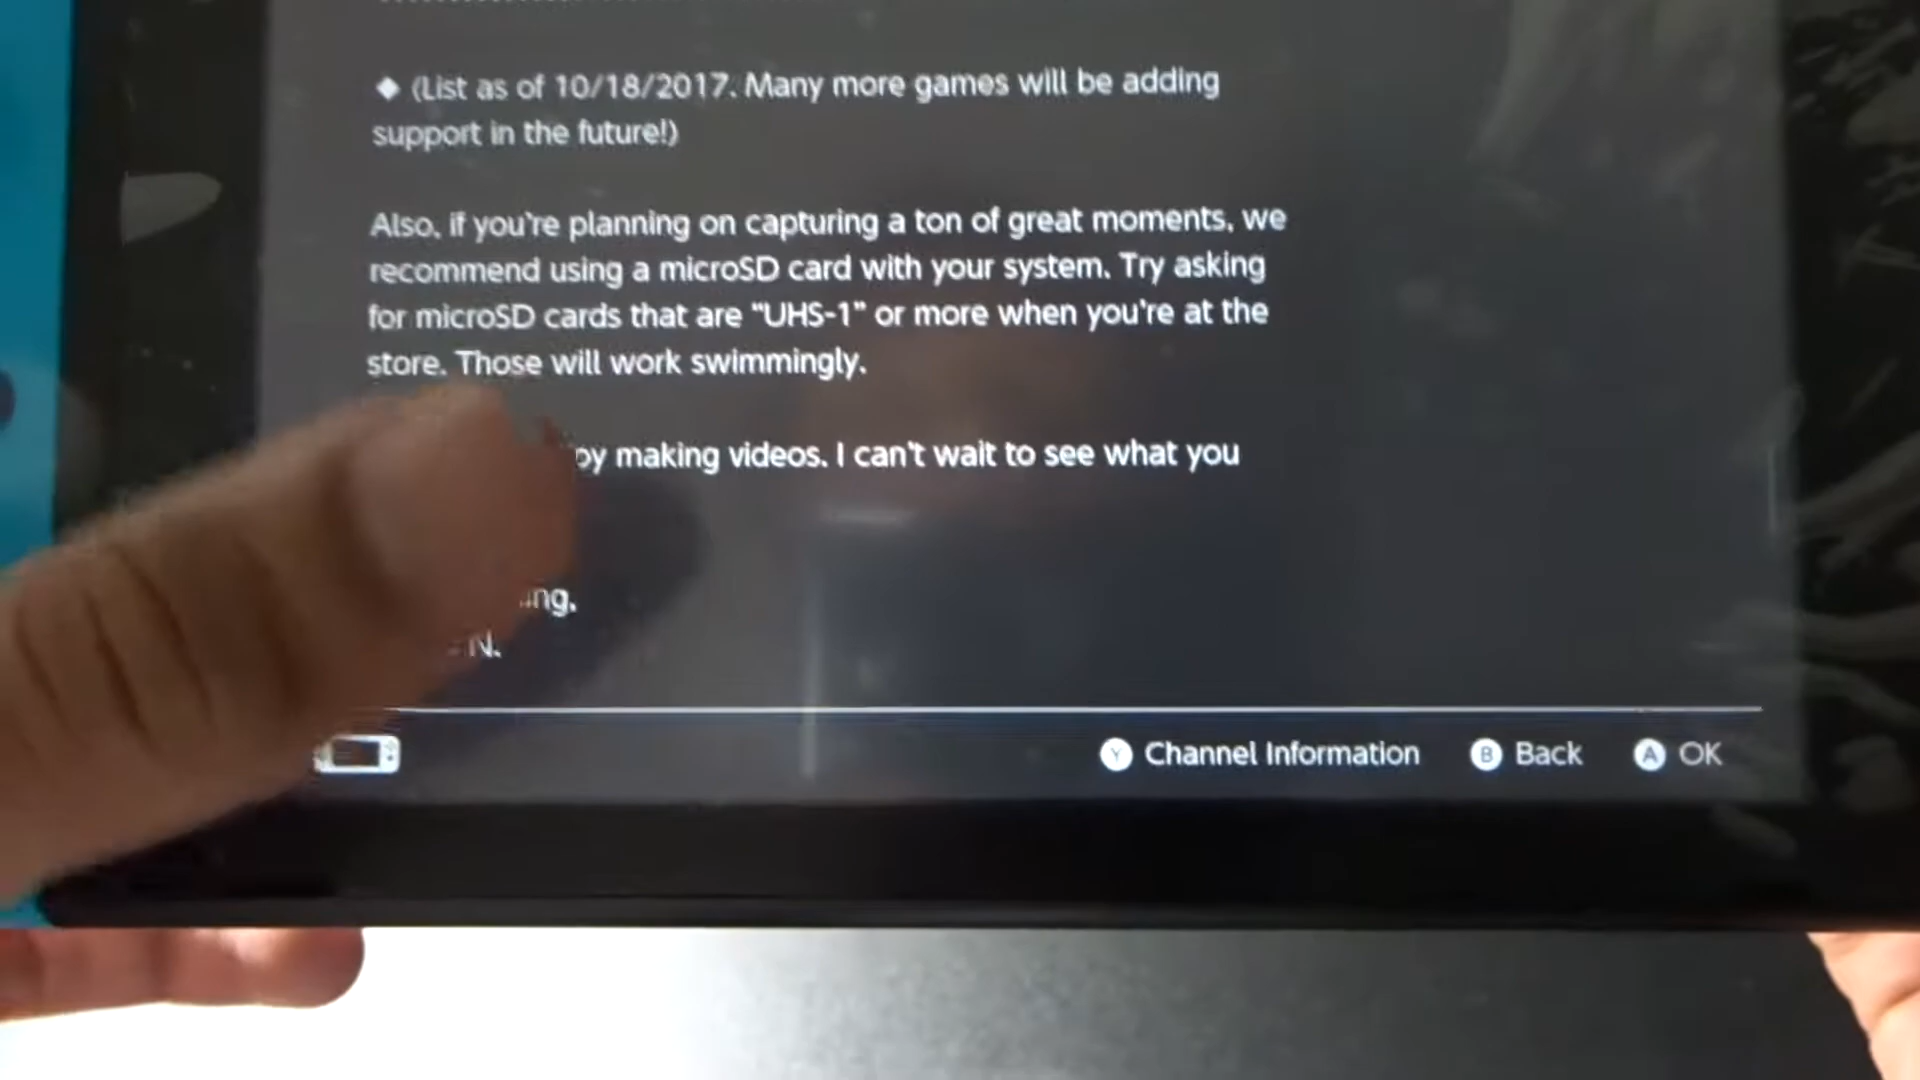 ◆ (List as of 10/18/2017. Many more games will be adding
support in the future!)
Also, if you're planning on capturing a ton of great moments, we
recommend using a microSD card with your system. Try asking
for microSD cards that are "UHS-1" or more when you're at the
store. Those will work swimmingly.
making videos. I can't wait to see what you
N.
Y Channel Information B Back A OK